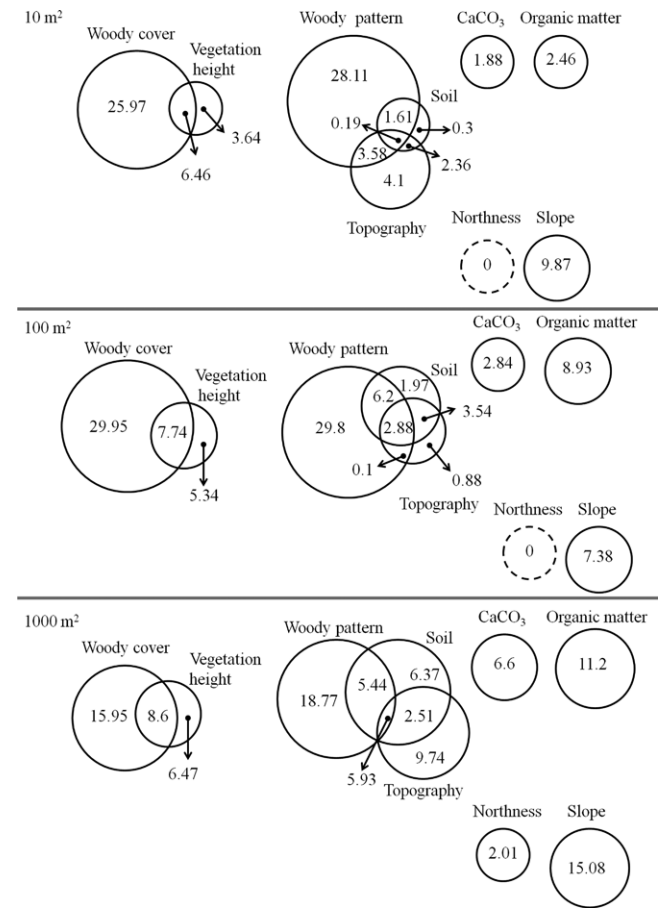 10 m²
Woody cover
Vegetation
height
25.97
3.64
6.46
Woody pattern
28.11
Soil
1.61
0.19
0.3
3.58
2.36
4.1
Topography
CaCO₃
Organic matter
1.88
2.46
Northness
Slope
0
9.87
100 m²
Woody cover
Vegetation
height
29.95
7.74
5.34
Woody pattern
Soil
1.97
6.2
3.54
29.8
2.88
0.1
0.88
Topography
CaCO₃
Organic matter
2.84
8.93
Northness
Slope
0
7.38
1000 m²
Woody cover
Vegetation
height
15.95
8.6
6.47
Woody pattern
Soil
6.37
5.44
18.77
2.51
9.74
5.93
Topography
CaCO₃
Organic matter
6.6
11.2
Northness
Slope
2.01
15.08